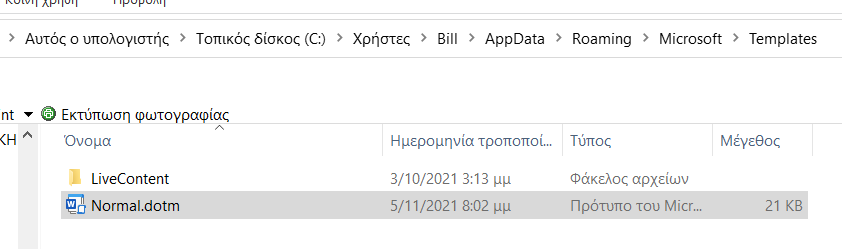 Κοινή χρήση Προβολή
Αυτός ο υπολογιστής > Τοπικός δίσκος (C:) > Χρήστες > Bill > AppData > Roaming > Microsoft > Templates
nt Εκτύπωση φωτογραφίας
ΚΗ Όνομα Ημερομηνία τροποποί... Τύπος Μέγεθος
LiveContent 3/10/2021 3:13 μμ Φάκελος αρχείων
Normal.dotm 5/11/2021 8:02 μμ Πρότυπο του Micr... 21 KB